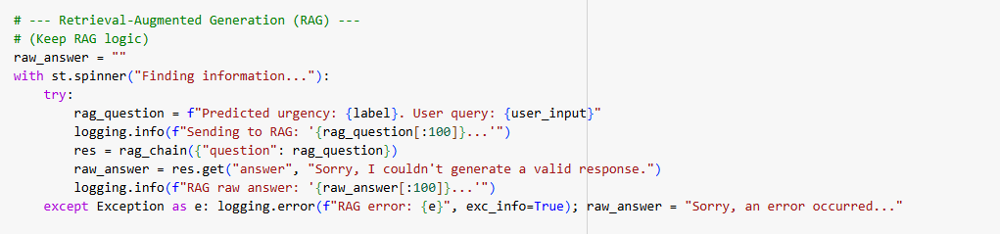 # --- Retrieval-Augmented Generation (RAG) ---
# (Keep RAG logic)
raw_answer = ""
with st.spinner("Finding information..."):
    try:
        rag_question = f"Predicted urgency: {label}. User query: {user_input}"
        logging.info(f"Sending to RAG: '{rag_question[:100]}...'")
        res = rag_chain({"question": rag_question})
        raw_answer = res.get("answer", "Sorry, I couldn't generate a valid response.")
        logging.info(f"RAG raw answer: '{raw_answer[:100]}...'")
    except Exception as e: logging.error(f"RAG error: {e}", exc_info=True); raw_answer = "Sorry, an error occurred..."